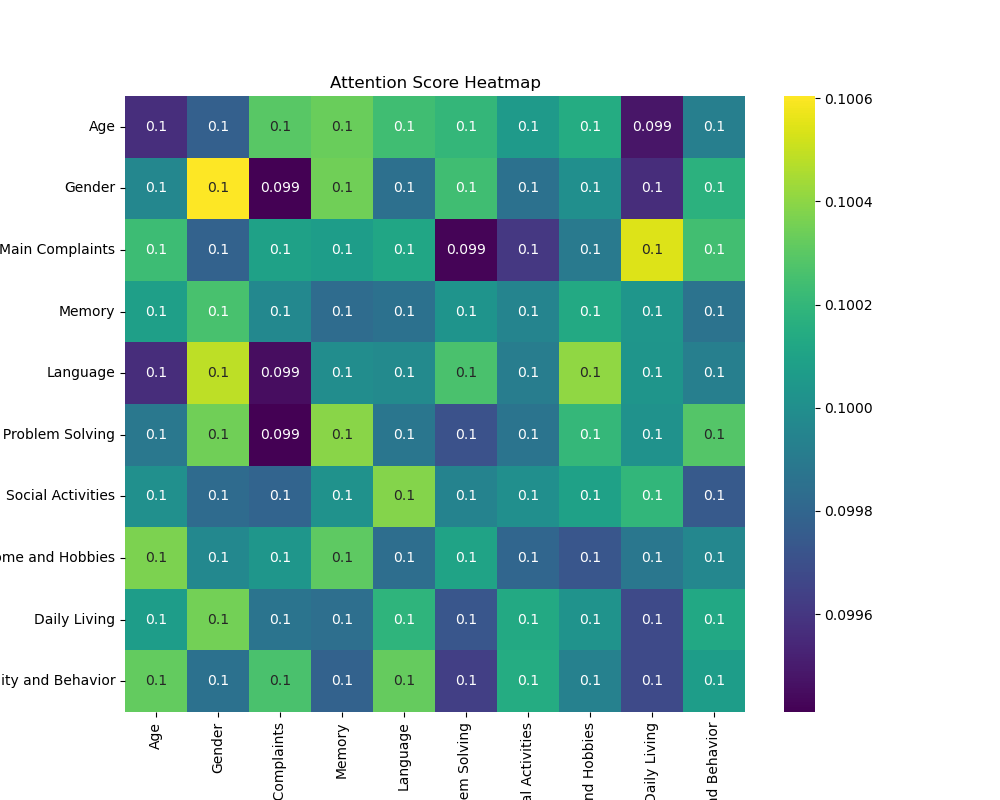 Attention Score Heatmap
Age 0.1 0.1 0.1 0.1 0.1 0.1 0.1 0.1 0.099 0.1
Gender 0.1 0.1 0.099 0.1 0.1 0.1 0.1 0.1 0.1 0.1
Main Complaints 0.1 0.1 0.1 0.1 0.1 0.099 0.1 0.1 0.1 0.1
Memory 0.1 0.1 0.1 0.1 0.1 0.1 0.1 0.1 0.1 0.1
Language 0.1 0.1 0.099 0.1 0.1 0.1 0.1 0.1 0.1 0.1
Problem Solving 0.1 0.1 0.099 0.1 0.1 0.1 0.1 0.1 0.1 0.1
Social Activities 0.1 0.1 0.1 0.1 0.1 0.1 0.1 0.1 0.1 0.1
ome and Hobbies 0.1 0.1 0.1 0.1 0.1 0.1 0.1 0.1 0.1 0.1
Daily Living 0.1 0.1 0.1 0.1 0.1 0.1 0.1 0.1 0.1 0.1
ity and Behavior 0.1 0.1 0.1 0.1 0.1 0.1 0.1 0.1 0.1 0.1
Age
Gender
Complaints
Memory
Language
em Solving
al Activities
nd Hobbies
Daily Living
nd Behavior
0.1006
0.1004
0.1002
0.1000
0.0998
0.0996